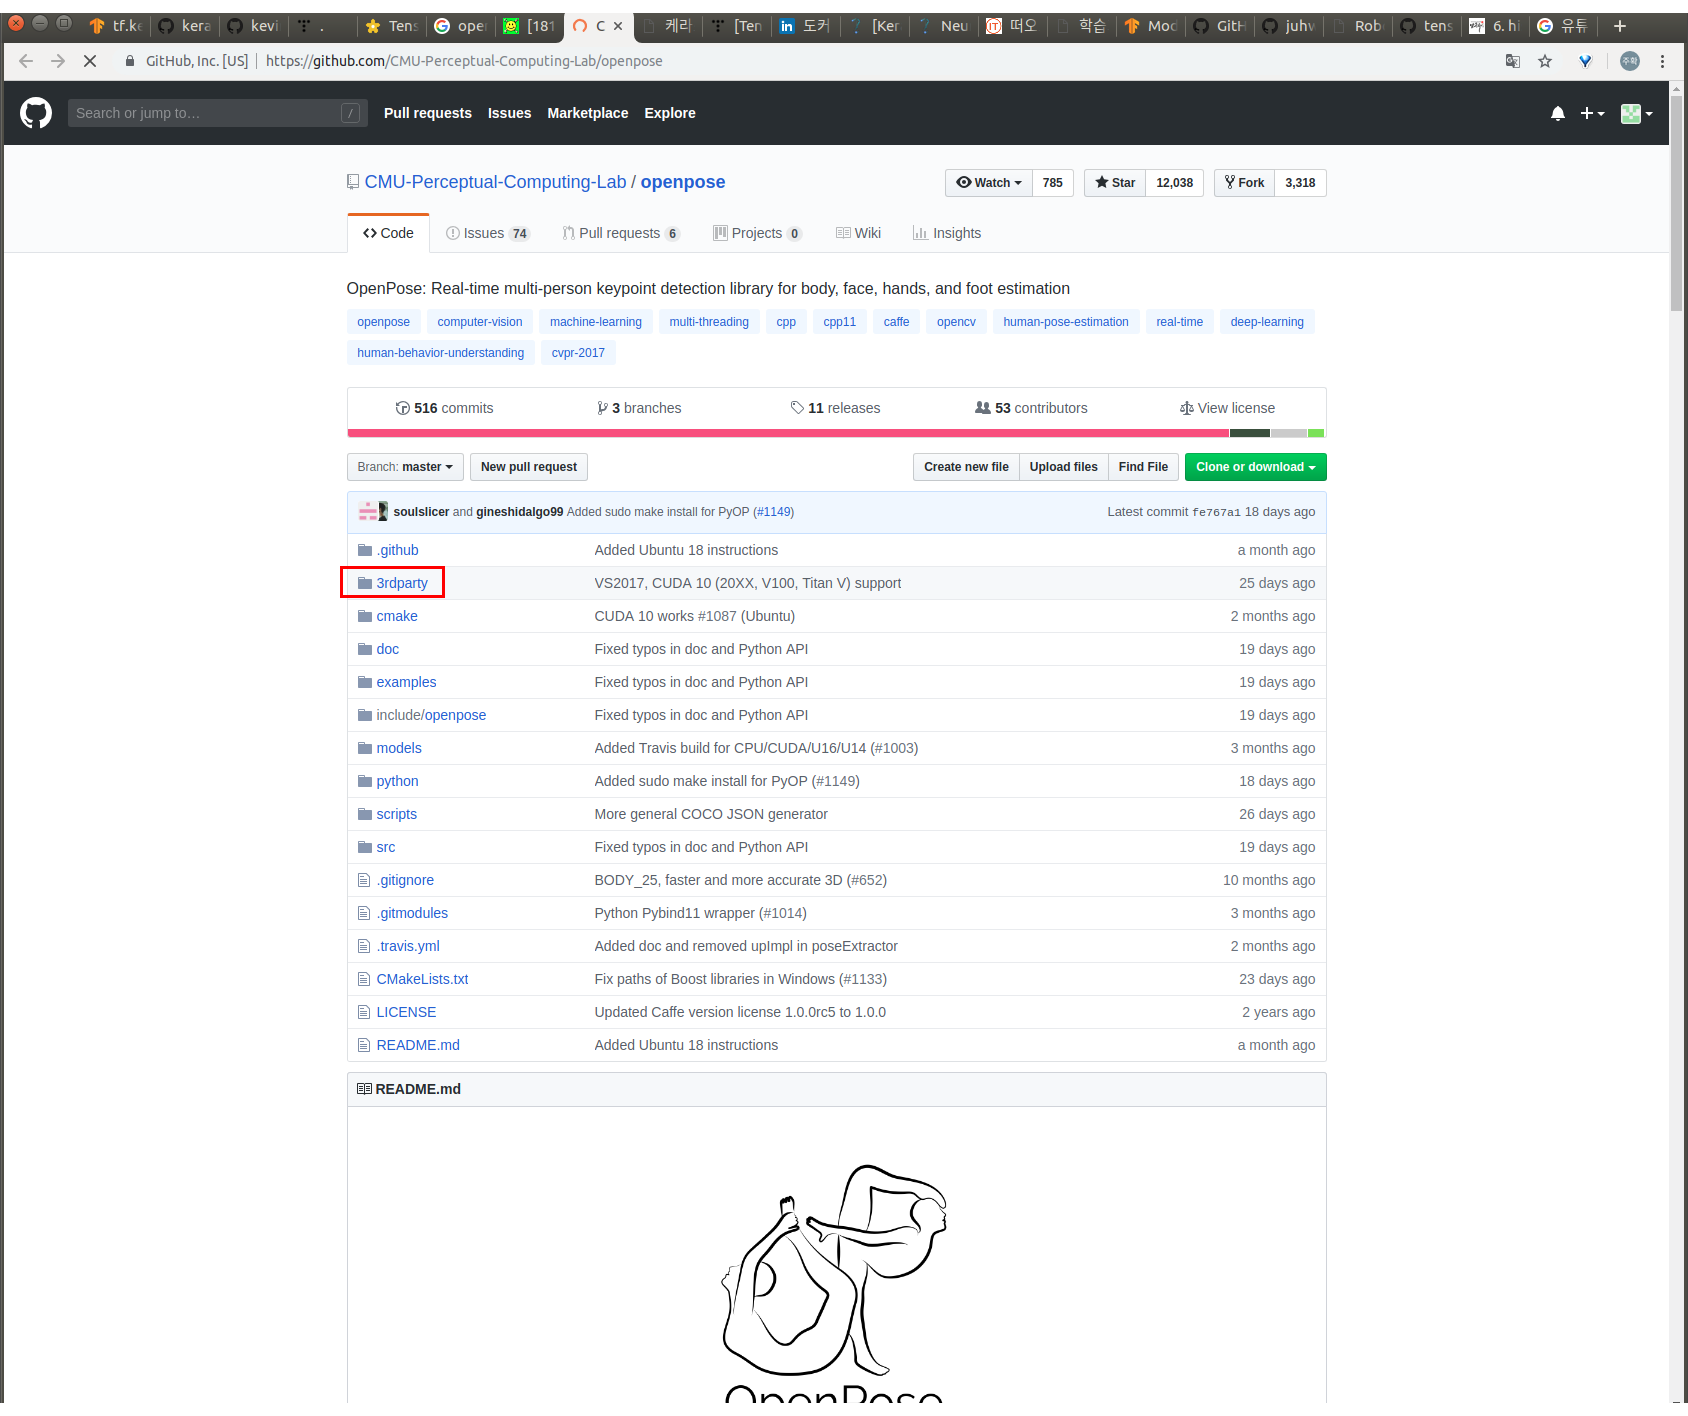 tf.ke kera kevi . Tens oper [181 C 케라 [Ten 도커 [Ker Neu 떠오 학습 Mod GitH juhw Rob tens 6. hi 유튜
GitHub, Inc. [US] https://github.com/CMU-Perceptual-Computing-Lab/openpose 주확
Search or jump to… / Pull requests Issues Marketplace Explore
CMU-Perceptual-Computing-Lab / openpose Watch 785 Star 12,038 Fork 3,318
Code Issues 74 Pull requests 6 Projects 0 Wiki Insights
OpenPose: Real-time multi-person keypoint detection library for body, face, hands, and foot estimation
openpose computer-vision machine-learning multi-threading cpp cpp11 caffe opencv human-pose-estimation real-time deep-learning
human-behavior-understanding cvpr-2017
516 commits 3 branches 11 releases 53 contributors View license
Branch: master New pull request Create new file Upload files Find File Clone or download
soulslicer and gineshidalgo99 Added sudo make install for PyOP (#1149) Latest commit fe767a1 18 days ago
.github Added Ubuntu 18 instructions a month ago
3rdparty VS2017, CUDA 10 (20XX, V100, Titan V) support 25 days ago
cmake CUDA 10 works #1087 (Ubuntu) 2 months ago
doc Fixed typos in doc and Python API 19 days ago
examples Fixed typos in doc and Python API 19 days ago
include/openpose Fixed typos in doc and Python API 19 days ago
models Added Travis build for CPU/CUDA/U16/U14 (#1003) 3 months ago
python Added sudo make install for PyOP (#1149) 18 days ago
scripts More general COCO JSON generator 26 days ago
src Fixed typos in doc and Python API 19 days ago
.gitignore BODY_25, faster and more accurate 3D (#652) 10 months ago
.gitmodules Python Pybind11 wrapper (#1014) 3 months ago
.travis.yml Added doc and removed upImpl in poseExtractor 2 months ago
CMakeLists.txt Fix paths of Boost libraries in Windows (#1133) 23 days ago
LICENSE Updated Caffe version license 1.0.0rc5 to 1.0.0 2 years ago
README.md Added Ubuntu 18 instructions a month ago
README.md
OpenPose